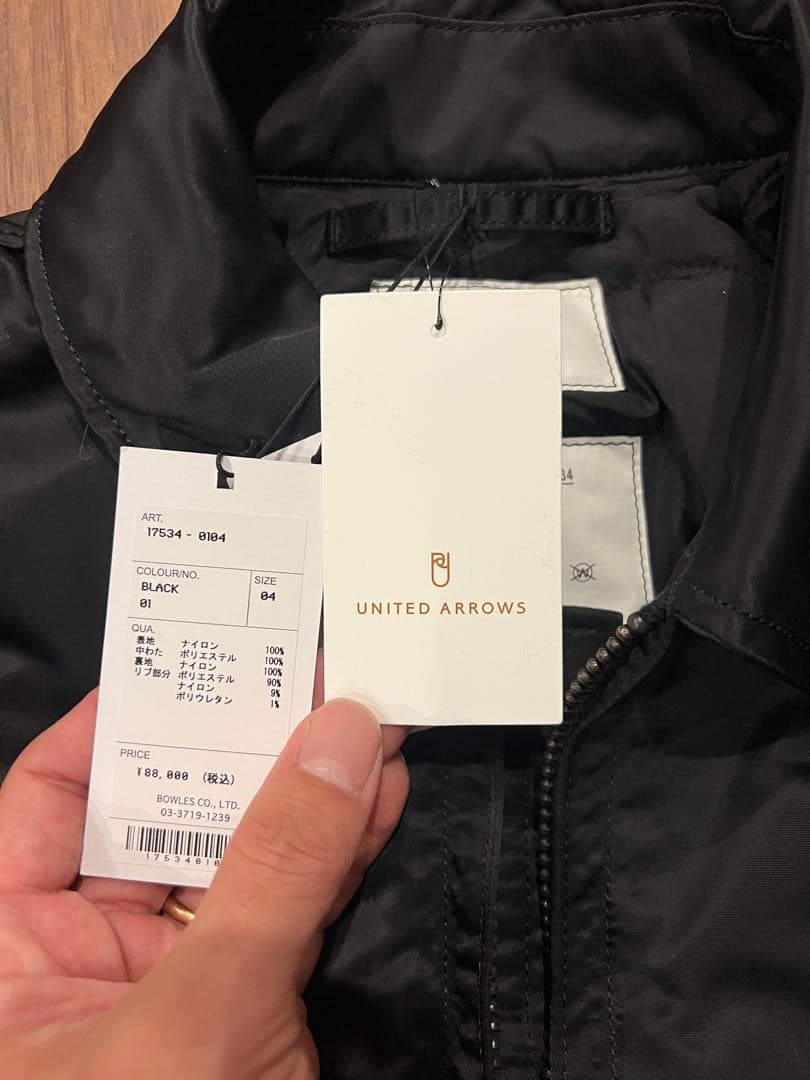 ART.
17534 - 0104
COLOUR/NO.
BLACK
01
SIZE
04
QUA.
表地 ナイロン 100%
中わた ポリエステル 100%
裏地 ナイロン 100%
リブ部分 ポリエステル 90%
ナイロン 9%
ポリウレタン 1%
PRICE
¥88,000 (税込)
BOWLES CO., LTD.
03-3719-1239
17534010
UNITED ARROWS
34
W